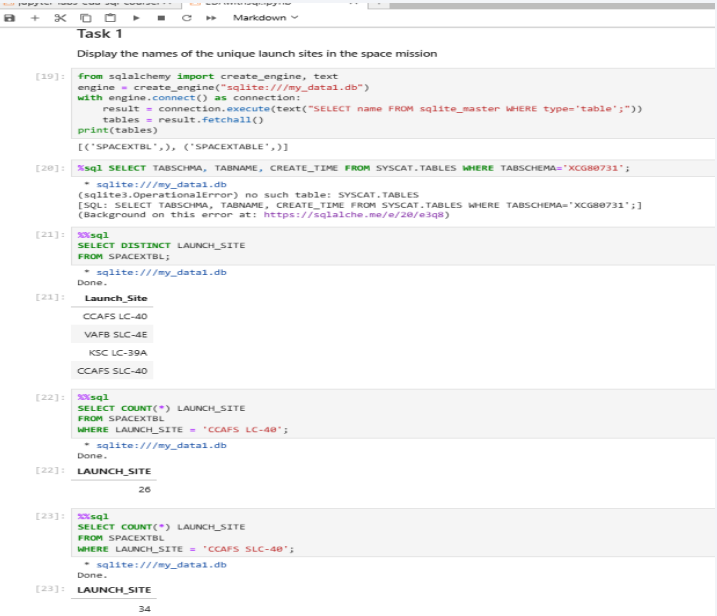 Markdown
Task 1
Display the names of the unique launch sites in the space mission
[19]: from sqlalchemy import create_engine, text
engine = create_engine("sqlite:///my_data1.db")
with engine.connect() as connection:
result = connection.execute(text("SELECT name FROM sqlite_master WHERE type='table';"))
tables = result.fetchall()
print(tables)
[('SPACEXTBL',), ('SPACEXTABLE',)]
[20]: %sql SELECT TABSCHMA, TABNAME, CREATE_TIME FROM SYSCAT.TABLES WHERE TABSCHEMA='XCG80731';
* sqlite:///my_data1.db
(sqlite3.OperationalError) no such table: SYSCAT.TABLES
[SQL: SELECT TABSCHMA, TABNAME, CREATE_TIME FROM SYSCAT.TABLES WHERE TABSCHEMA='XCG80731';]
(Background on this error at: https://sqlalche.me/e/20/e3q8)
[21]: %%sql
SELECT DISTINCT LAUNCH_SITE
FROM SPACEXTBL;
* sqlite:///my_data1.db
Done.
[21]: Launch_Site
CCAFS LC-40
VAFB SLC-4E
KSC LC-39A
CCAFS SLC-40
[22]: %%sql
SELECT COUNT(*) LAUNCH_SITE
FROM SPACEXTBL
WHERE LAUNCH_SITE = 'CCAFS LC-40';
* sqlite:///my_data1.db
Done.
[22]: LAUNCH_SITE
26
[23]: %%sql
SELECT COUNT(*) LAUNCH_SITE
FROM SPACEXTBL
WHERE LAUNCH_SITE = 'CCAFS SLC-40';
* sqlite:///my_data1.db
Done.
[23]: LAUNCH_SITE
34